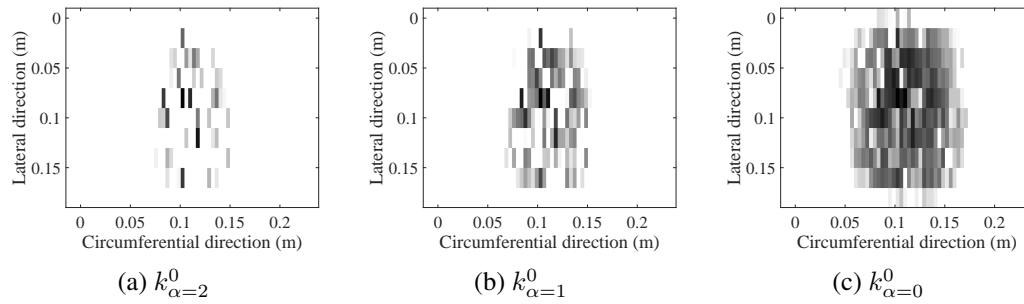 0
0.05
0.1
0.15
Lateral direction (m)
0 0.05 0.1 0.15 0.2
Circumferential direction (m)
(a) k⁰α=2
0
0.05
0.1
0.15
Lateral direction (m)
0 0.05 0.1 0.15 0.2
Circumferential direction (m)
(b) k⁰α=1
0
0.05
0.1
0.15
Lateral direction (m)
0 0.05 0.1 0.15 0.2
Circumferential direction (m)
(c) k⁰α=0